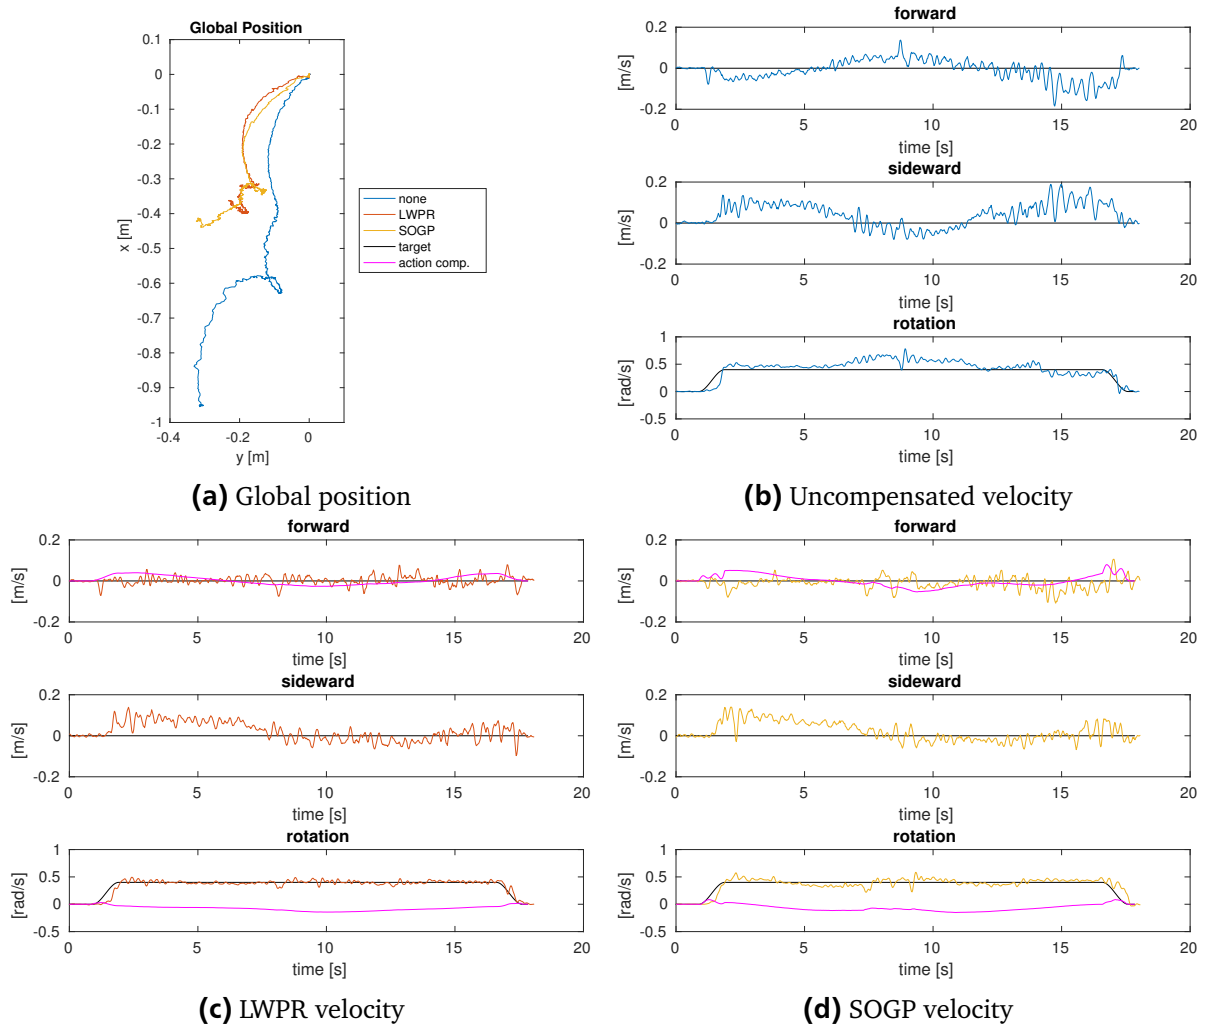 Global Position
0.1
0
-0.1
-0.2
-0.3
-0.4
-0.5
-0.6
-0.7
-0.8
-0.9
-1
x [m]
-0.4 -0.2 0
y [m]
none
LWPR
SOGP
target
action comp.
(a) Global position
forward
0.2
0
-0.2
[m/s]
0 5 10 15 20
time [s]
sideward
0.2
0
-0.2
[m/s]
0 5 10 15 20
time [s]
rotation
1
0.5
0
-0.5
[rad/s]
0 5 10 15 20
time [s]
(b) Uncompensated velocity
forward
0.2
0
-0.2
[m/s]
0 5 10 15 20
time [s]
sideward
0.2
0
-0.2
[m/s]
0 5 10 15 20
time [s]
rotation
1
0.5
0
-0.5
[rad/s]
0 5 10 15 20
time [s]
(c) LWPR velocity
forward
0.2
0
-0.2
[m/s]
0 5 10 15 20
time [s]
sideward
0.2
0
-0.2
[m/s]
0 5 10 15 20
time [s]
rotation
1
0.5
0
-0.5
[rad/s]
0 5 10 15 20
time [s]
(d) SOGP velocity